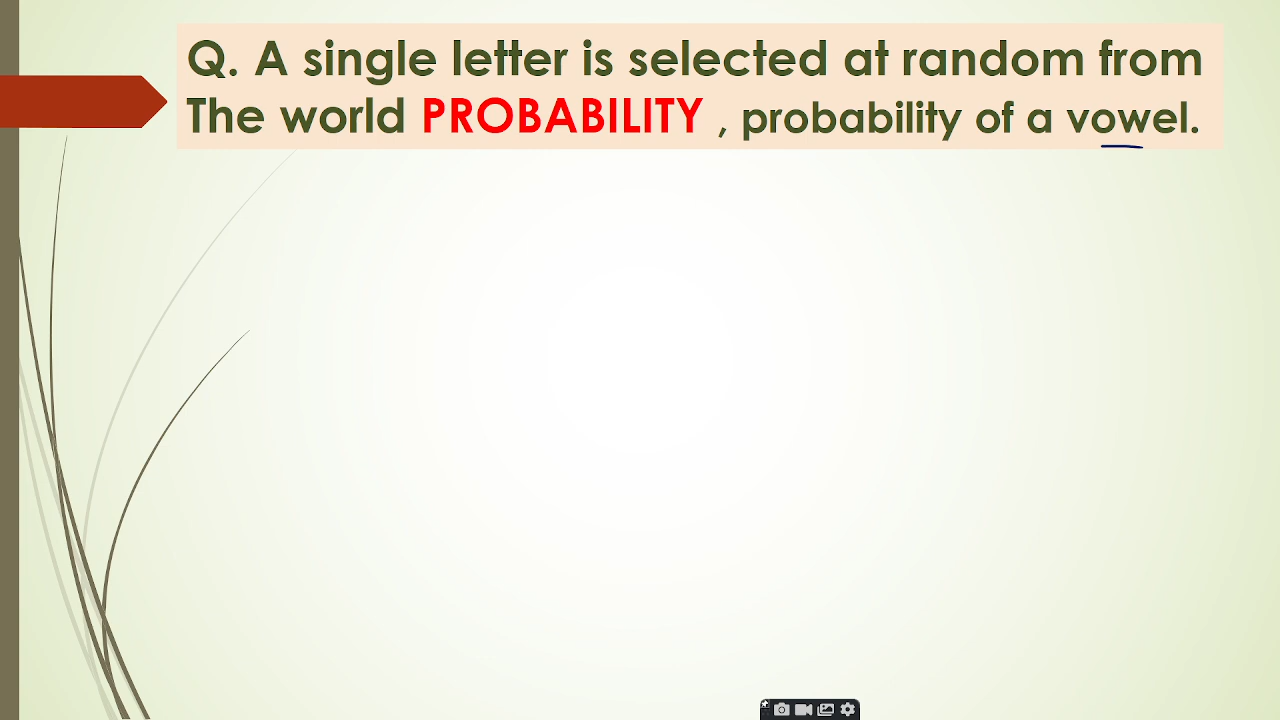 Q. A single letter is selected at random from
The world PROBABILITY , probability of a vowel.